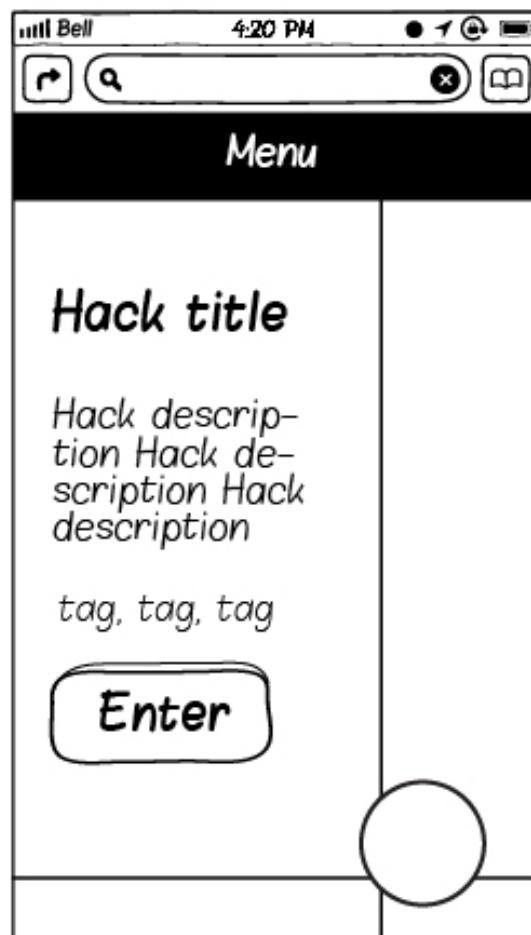 Bell 4:20 PM
Menu
Hack title
Hack descrip-
tion Hack de-
scription Hack
description
tag, tag, tag
Enter